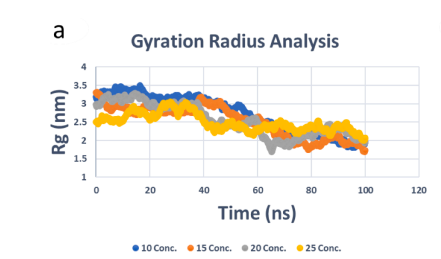 a
Gyration Radius Analysis
4
3.5
3
2.5
2
1.5
1
Rg (nm)
0 20 40 60 80 100 120
Time (ns)
10 Conc. 15 Conc. 20 Conc. 25 Conc.